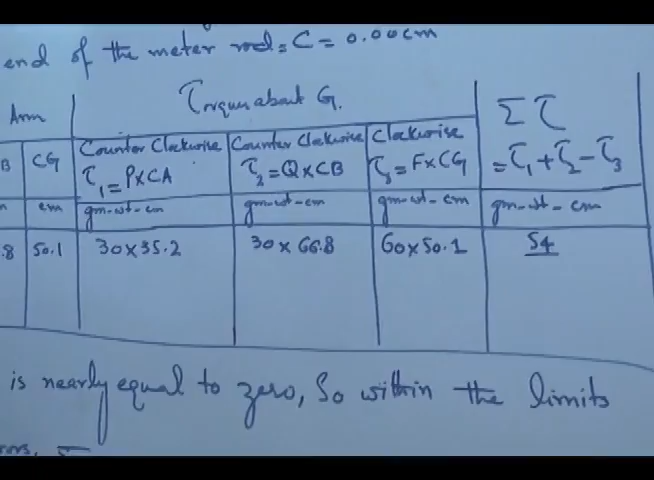 end of the meter rod = C = 0.00cm
Arm
Torques about G.
Στ
= τ1 + τ2 - τ3
B
CG
Counter Clockwise
τ1 = P×CA
Counter Clockwise
τ2 = Q×CB
Clockwise
τ3 = F×CG
cm
gm-wt-cm
gm-wt-cm
gm-wt-cm
gm-wt-cm
.8
50.1
30×35.2
30×66.8
60×50.1
54
is nearly equal to zero, So within the limits